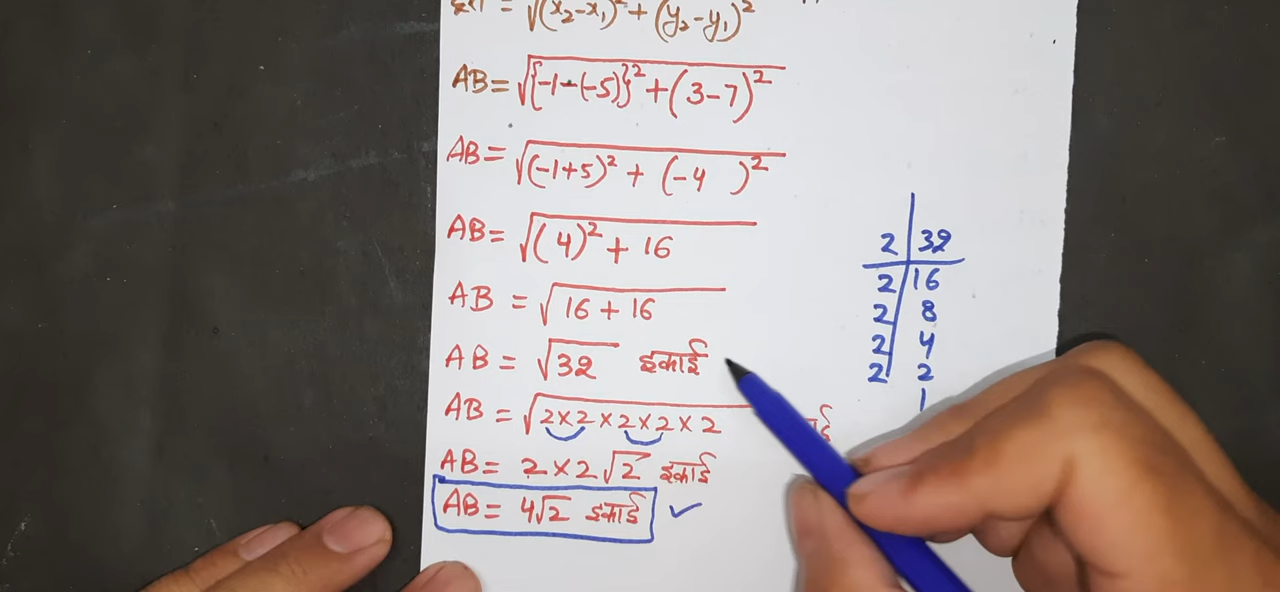 = √(x₂-x₁)² + (y₂-y₁)²
AB = √{-1-(-5)}² + (3-7)²
AB = √(-1+5)² + (-4 )²
AB = √(4)² + 16
AB = √16 + 16
AB = √32 इकाई
AB = √2×2×2×2×2
AB = 2×2√2 इकाई
AB = 4√2 इकाई ✓
2 | 32
2 | 16
2 | 8
2 | 4
2 | 2
1